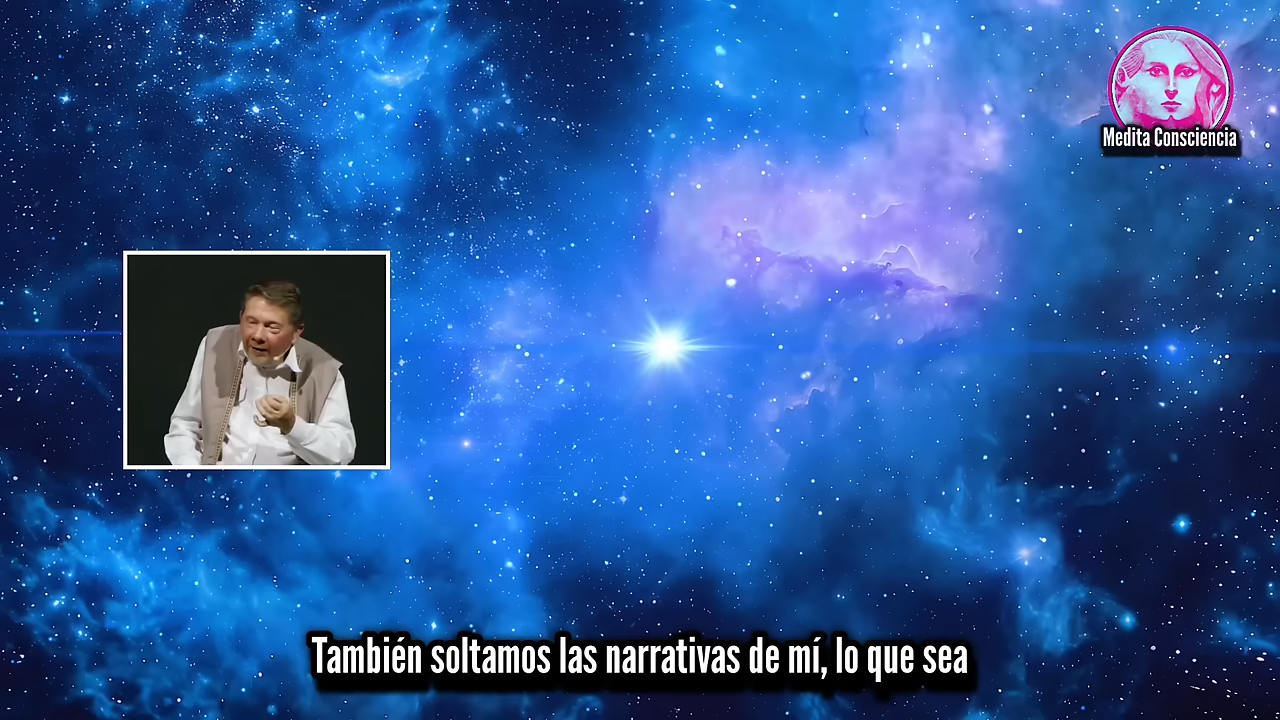 Medita Consciencia
También soltamos las narrativas de mí, lo que sea